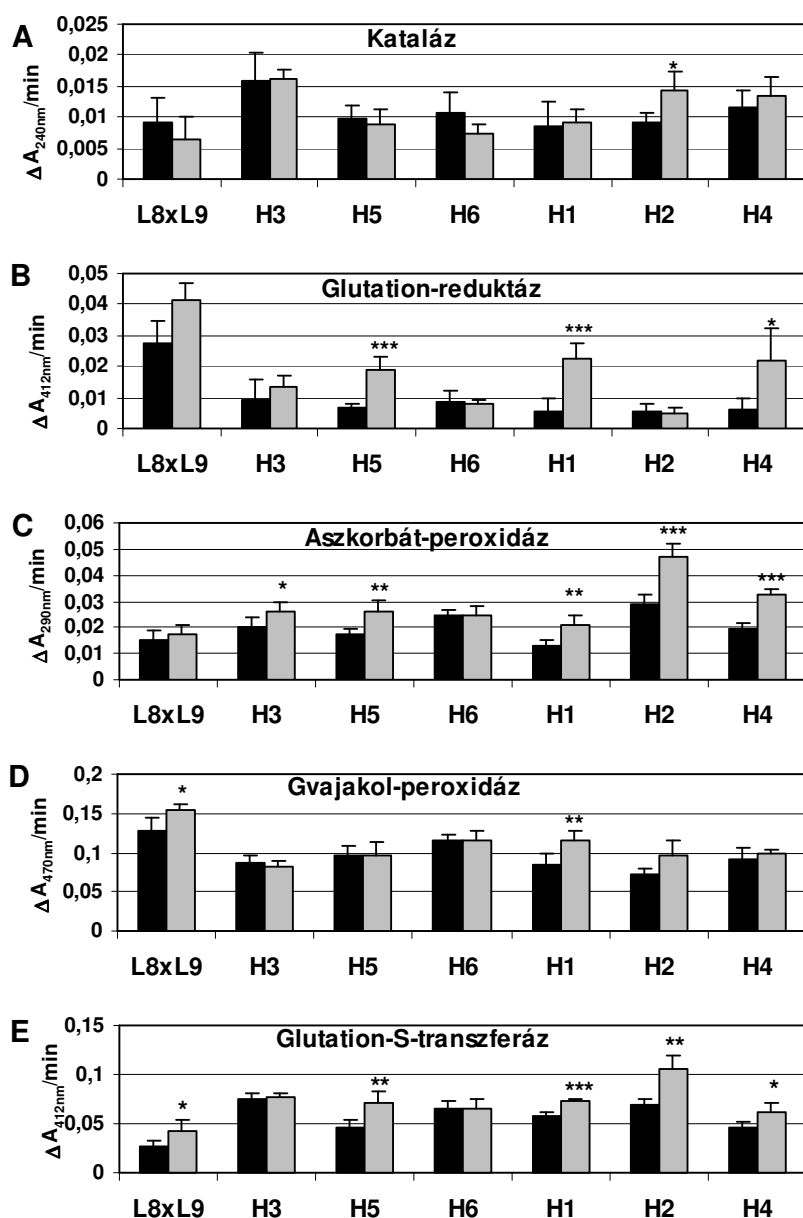 A
Kataláz
ΔA240nm/min
0,025
0,02
0,015
0,01
0,005
0
*
L8xL9 H3 H5 H6 H1 H2 H4
B
Glutation-reduktáz
ΔA412nm/min
0,05
0,04
0,03
0,02
0,01
0
*** *** *
L8xL9 H3 H5 H6 H1 H2 H4
C
Aszkorbát-peroxidáz
ΔA290nm/min
0,06
0,05
0,04
0,03
0,02
0,01
0
* ** ** *** ***
L8xL9 H3 H5 H6 H1 H2 H4
D
Gvajakol-peroxidáz
ΔA470nm/min
0,2
0,15
0,1
0,05
0
* **
L8xL9 H3 H5 H6 H1 H2 H4
E
Glutation-S-transzferáz
ΔA412nm/min
0,15
0,1
0,05
0
* ** *** ** *
L8xL9 H3 H5 H6 H1 H2 H4